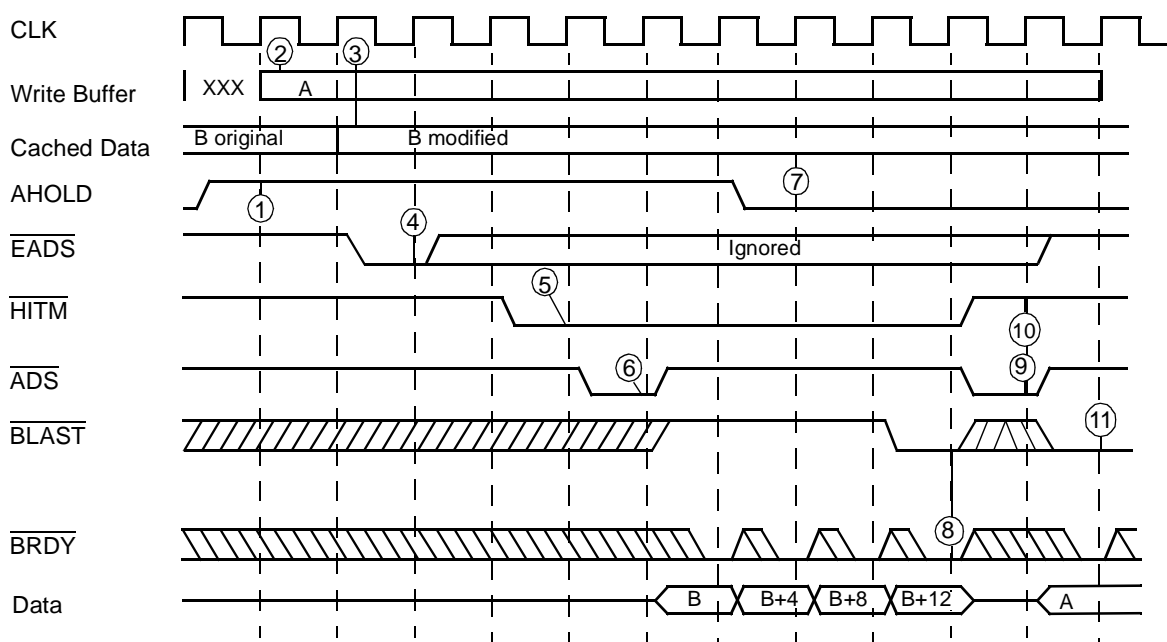 CLK
② ③
Write Buffer XXX A
Cached Data B original B modified
AHOLD ⑦
① ④
EADS Ignored
HITM ⑤
⑩
ADS ⑥ ⑨
BLAST ⑪
BRDY ⑧
Data B B+4 B+8 B+12 A